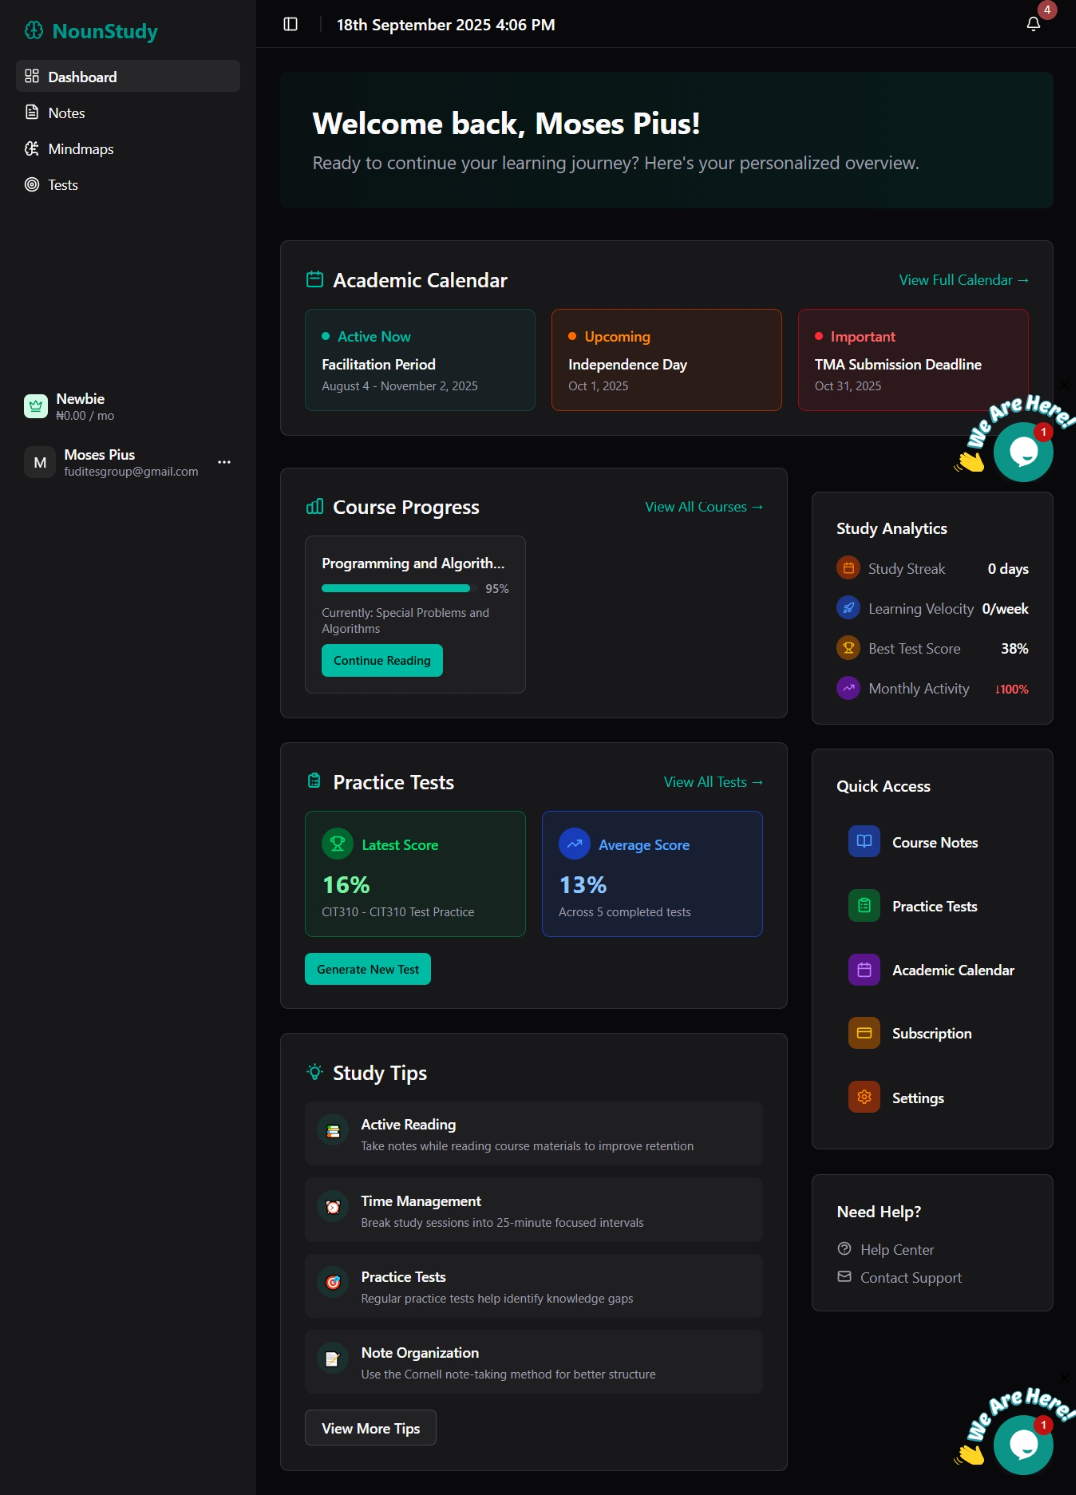 NounStudy
Dashboard
Notes
Mindmaps
Tests
Newbie
₦0.00 / mo
M
Moses Pius
fuditesgroup@gmail.com
18th September 2025 4:06 PM
4
Welcome back, Moses Pius!
Ready to continue your learning journey? Here's your personalized overview.
Academic Calendar
View Full Calendar →
Active Now
Facilitation Period
August 4 - November 2, 2025
Upcoming
Independence Day
Oct 1, 2025
Important
TMA Submission Deadline
Oct 31, 2025
We Are Here!
1
Course Progress
View All Courses →
Programming and Algorith...
95%
Currently: Special Problems and
Algorithms
Continue Reading
Study Analytics
Study Streak 0 days
Learning Velocity 0/week
Best Test Score 38%
Monthly Activity ↓100%
Practice Tests
View All Tests →
Latest Score
16%
CIT310 - CIT310 Test Practice
Average Score
13%
Across 5 completed tests
Generate New Test
Quick Access
Course Notes
Practice Tests
Academic Calendar
Subscription
Settings
Study Tips
Active Reading
Take notes while reading course materials to improve retention
Time Management
Break study sessions into 25-minute focused intervals
Practice Tests
Regular practice tests help identify knowledge gaps
Note Organization
Use the Cornell note-taking method for better structure
View More Tips
Need Help?
Help Center
Contact Support
We Are Here!
1